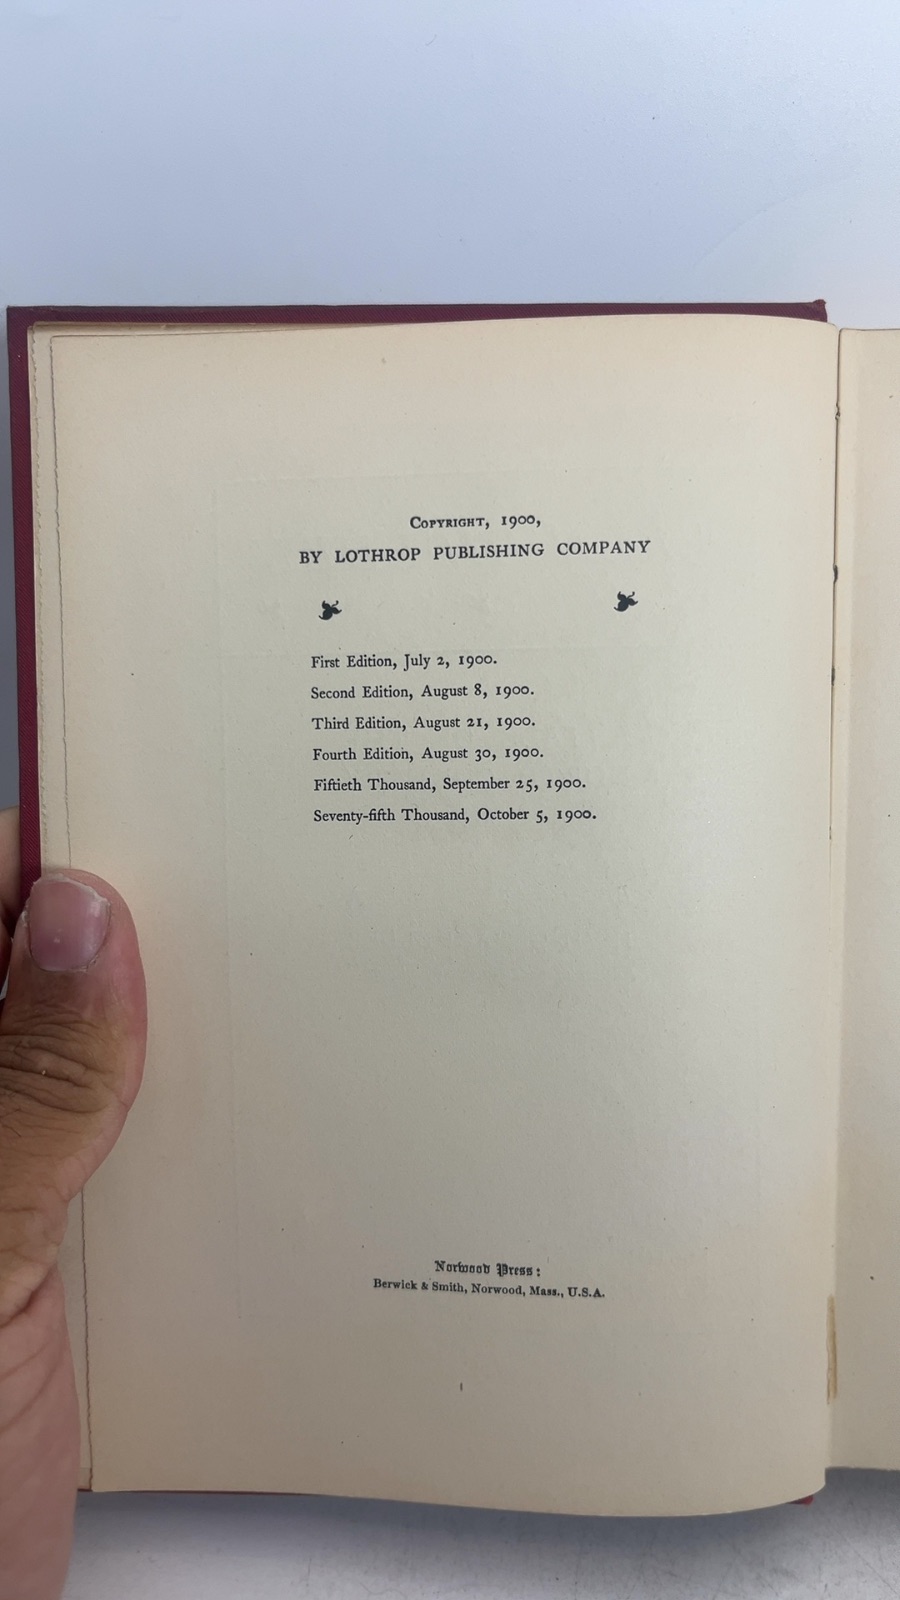 Copyright, 1900,
BY LOTHROP PUBLISHING COMPANY
First Edition, July 2, 1900.
Second Edition, August 8, 1900.
Third Edition, August 21, 1900.
Fourth Edition, August 30, 1900.
Fiftieth Thousand, September 25, 1900.
Seventy-fifth Thousand, October 5, 1900.
Norwood Press:
Berwick & Smith, Norwood, Mass., U.S.A.